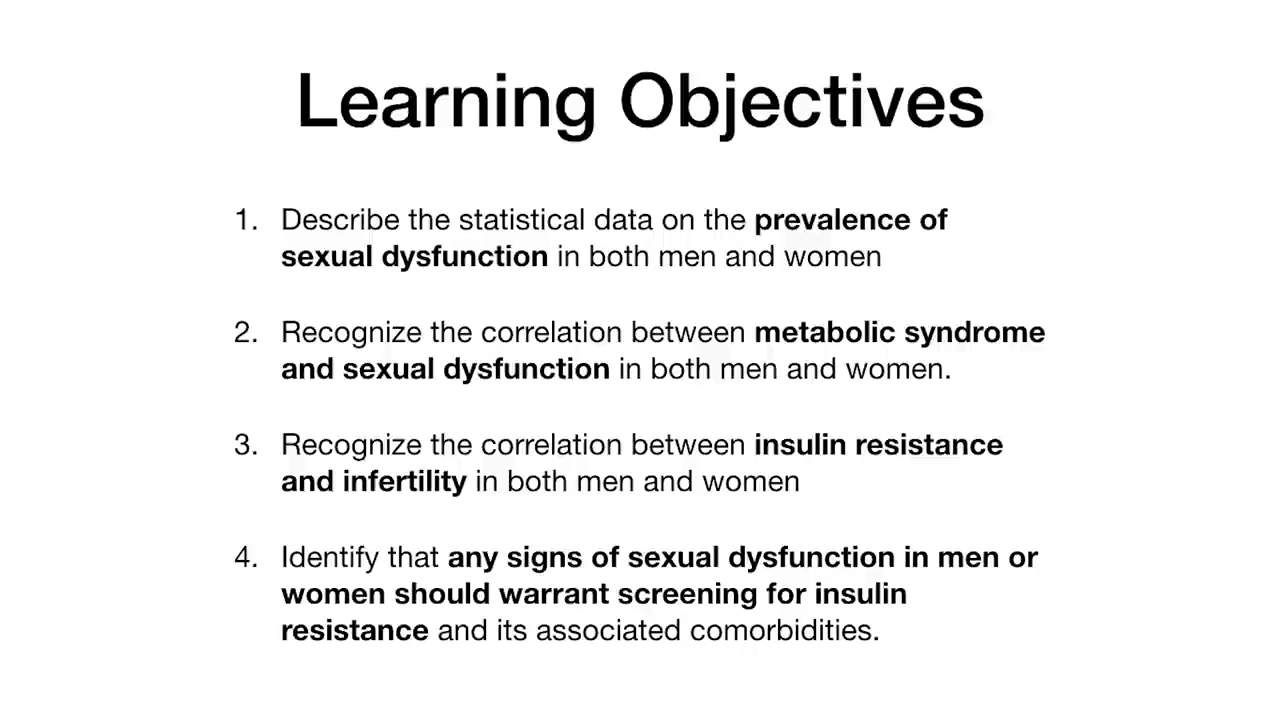 Learning Objectives
1. Describe the statistical data on the prevalence of
sexual dysfunction in both men and women
2. Recognize the correlation between metabolic syndrome
and sexual dysfunction in both men and women.
3. Recognize the correlation between insulin resistance
and infertility in both men and women
4. Identify that any signs of sexual dysfunction in men or
women should warrant screening for insulin
resistance and its associated comorbidities.